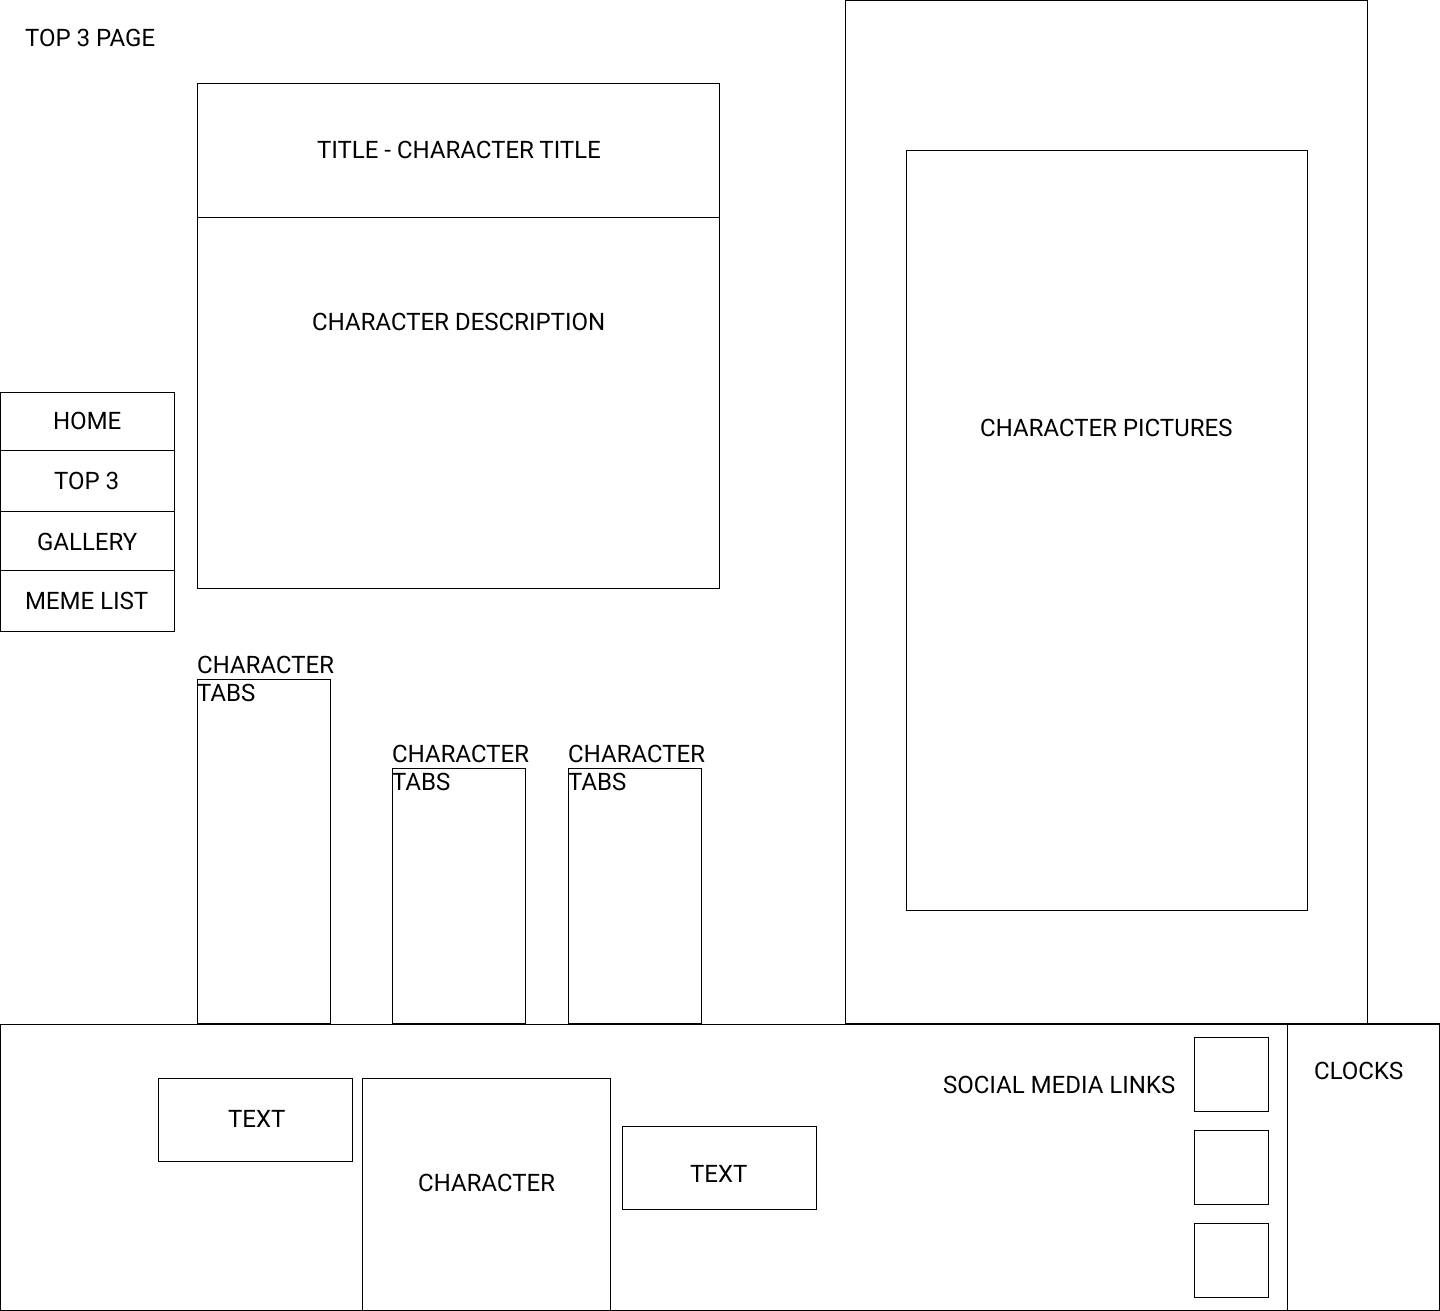 TOP 3 PAGE
TITLE - CHARACTER TITLE
CHARACTER DESCRIPTION
CHARACTER PICTURES
HOME
TOP 3
GALLERY
MEME LIST
CHARACTER
TABS
CHARACTER
TABS
CHARACTER
TABS
TEXT
CHARACTER
TEXT
SOCIAL MEDIA LINKS
CLOCKS